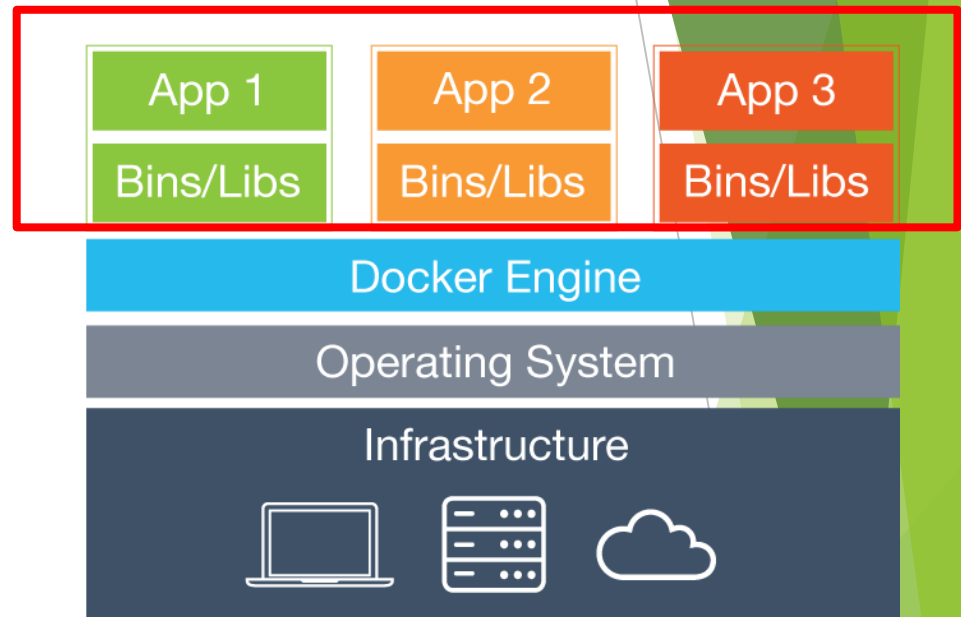 App 1 App 2 App 3
Bins/Libs Bins/Libs Bins/Libs
Docker Engine
Operating System
Infrastructure